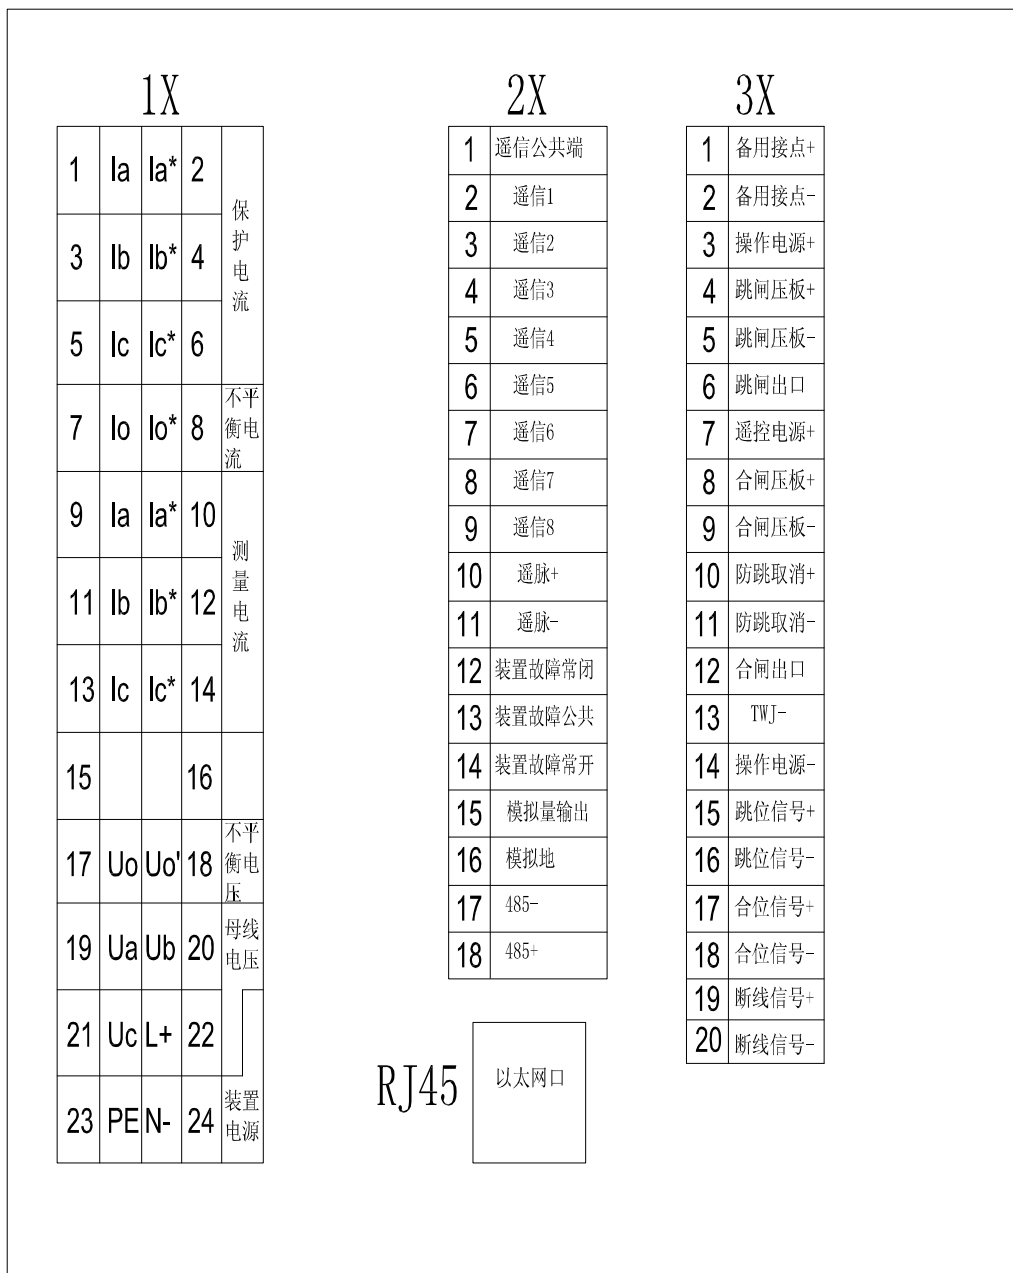 1X
1 Ia Ia* 2
3 Ib Ib* 4
5 Ic Ic* 6
保
护
电
流
7 Io Io* 8
不平
衡电
流
9 Ia Ia* 10
11 Ib Ib* 12
13 Ic Ic* 14
测
量
电
流
15 16
17 Uo Uo' 18
不平
衡电
压
19 Ua Ub 20
母线
电压
21 Uc L+ 22
23 PE N- 24
装置
电源
2X
1 遥信公共端
2 遥信1
3 遥信2
4 遥信3
5 遥信4
6 遥信5
7 遥信6
8 遥信7
9 遥信8
10 遥脉+
11 遥脉-
12 装置故障常闭
13 装置故障公共
14 装置故障常开
15 模拟量输出
16 模拟地
17 485-
18 485+
RJ45
以太网口
3X
1 备用接点+
2 备用接点-
3 操作电源+
4 跳闸压板+
5 跳闸压板-
6 跳闸出口
7 遥控电源+
8 合闸压板+
9 合闸压板-
10 防跳取消+
11 防跳取消-
12 合闸出口
13 TWJ-
14 操作电源-
15 跳位信号+
16 跳位信号-
17 合位信号+
18 合位信号-
19 断线信号+
20 断线信号-